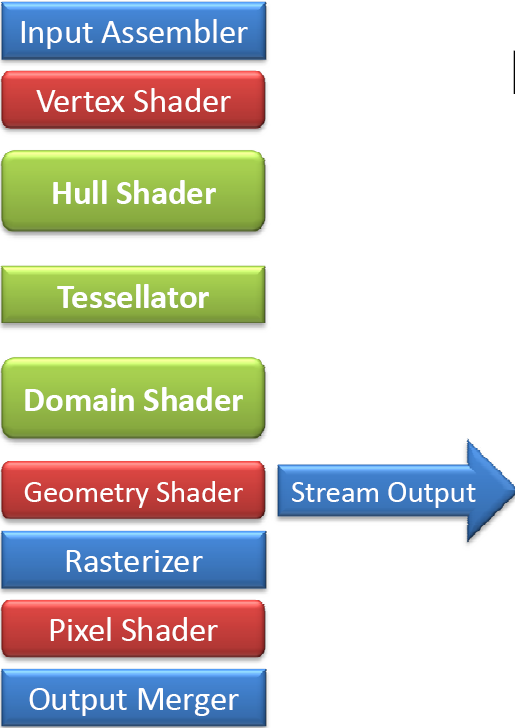 Input Assembler
Vertex Shader
Hull Shader
Tessellator
Domain Shader
Geometry Shader
Stream Output
Rasterizer
Pixel Shader
Output Merger